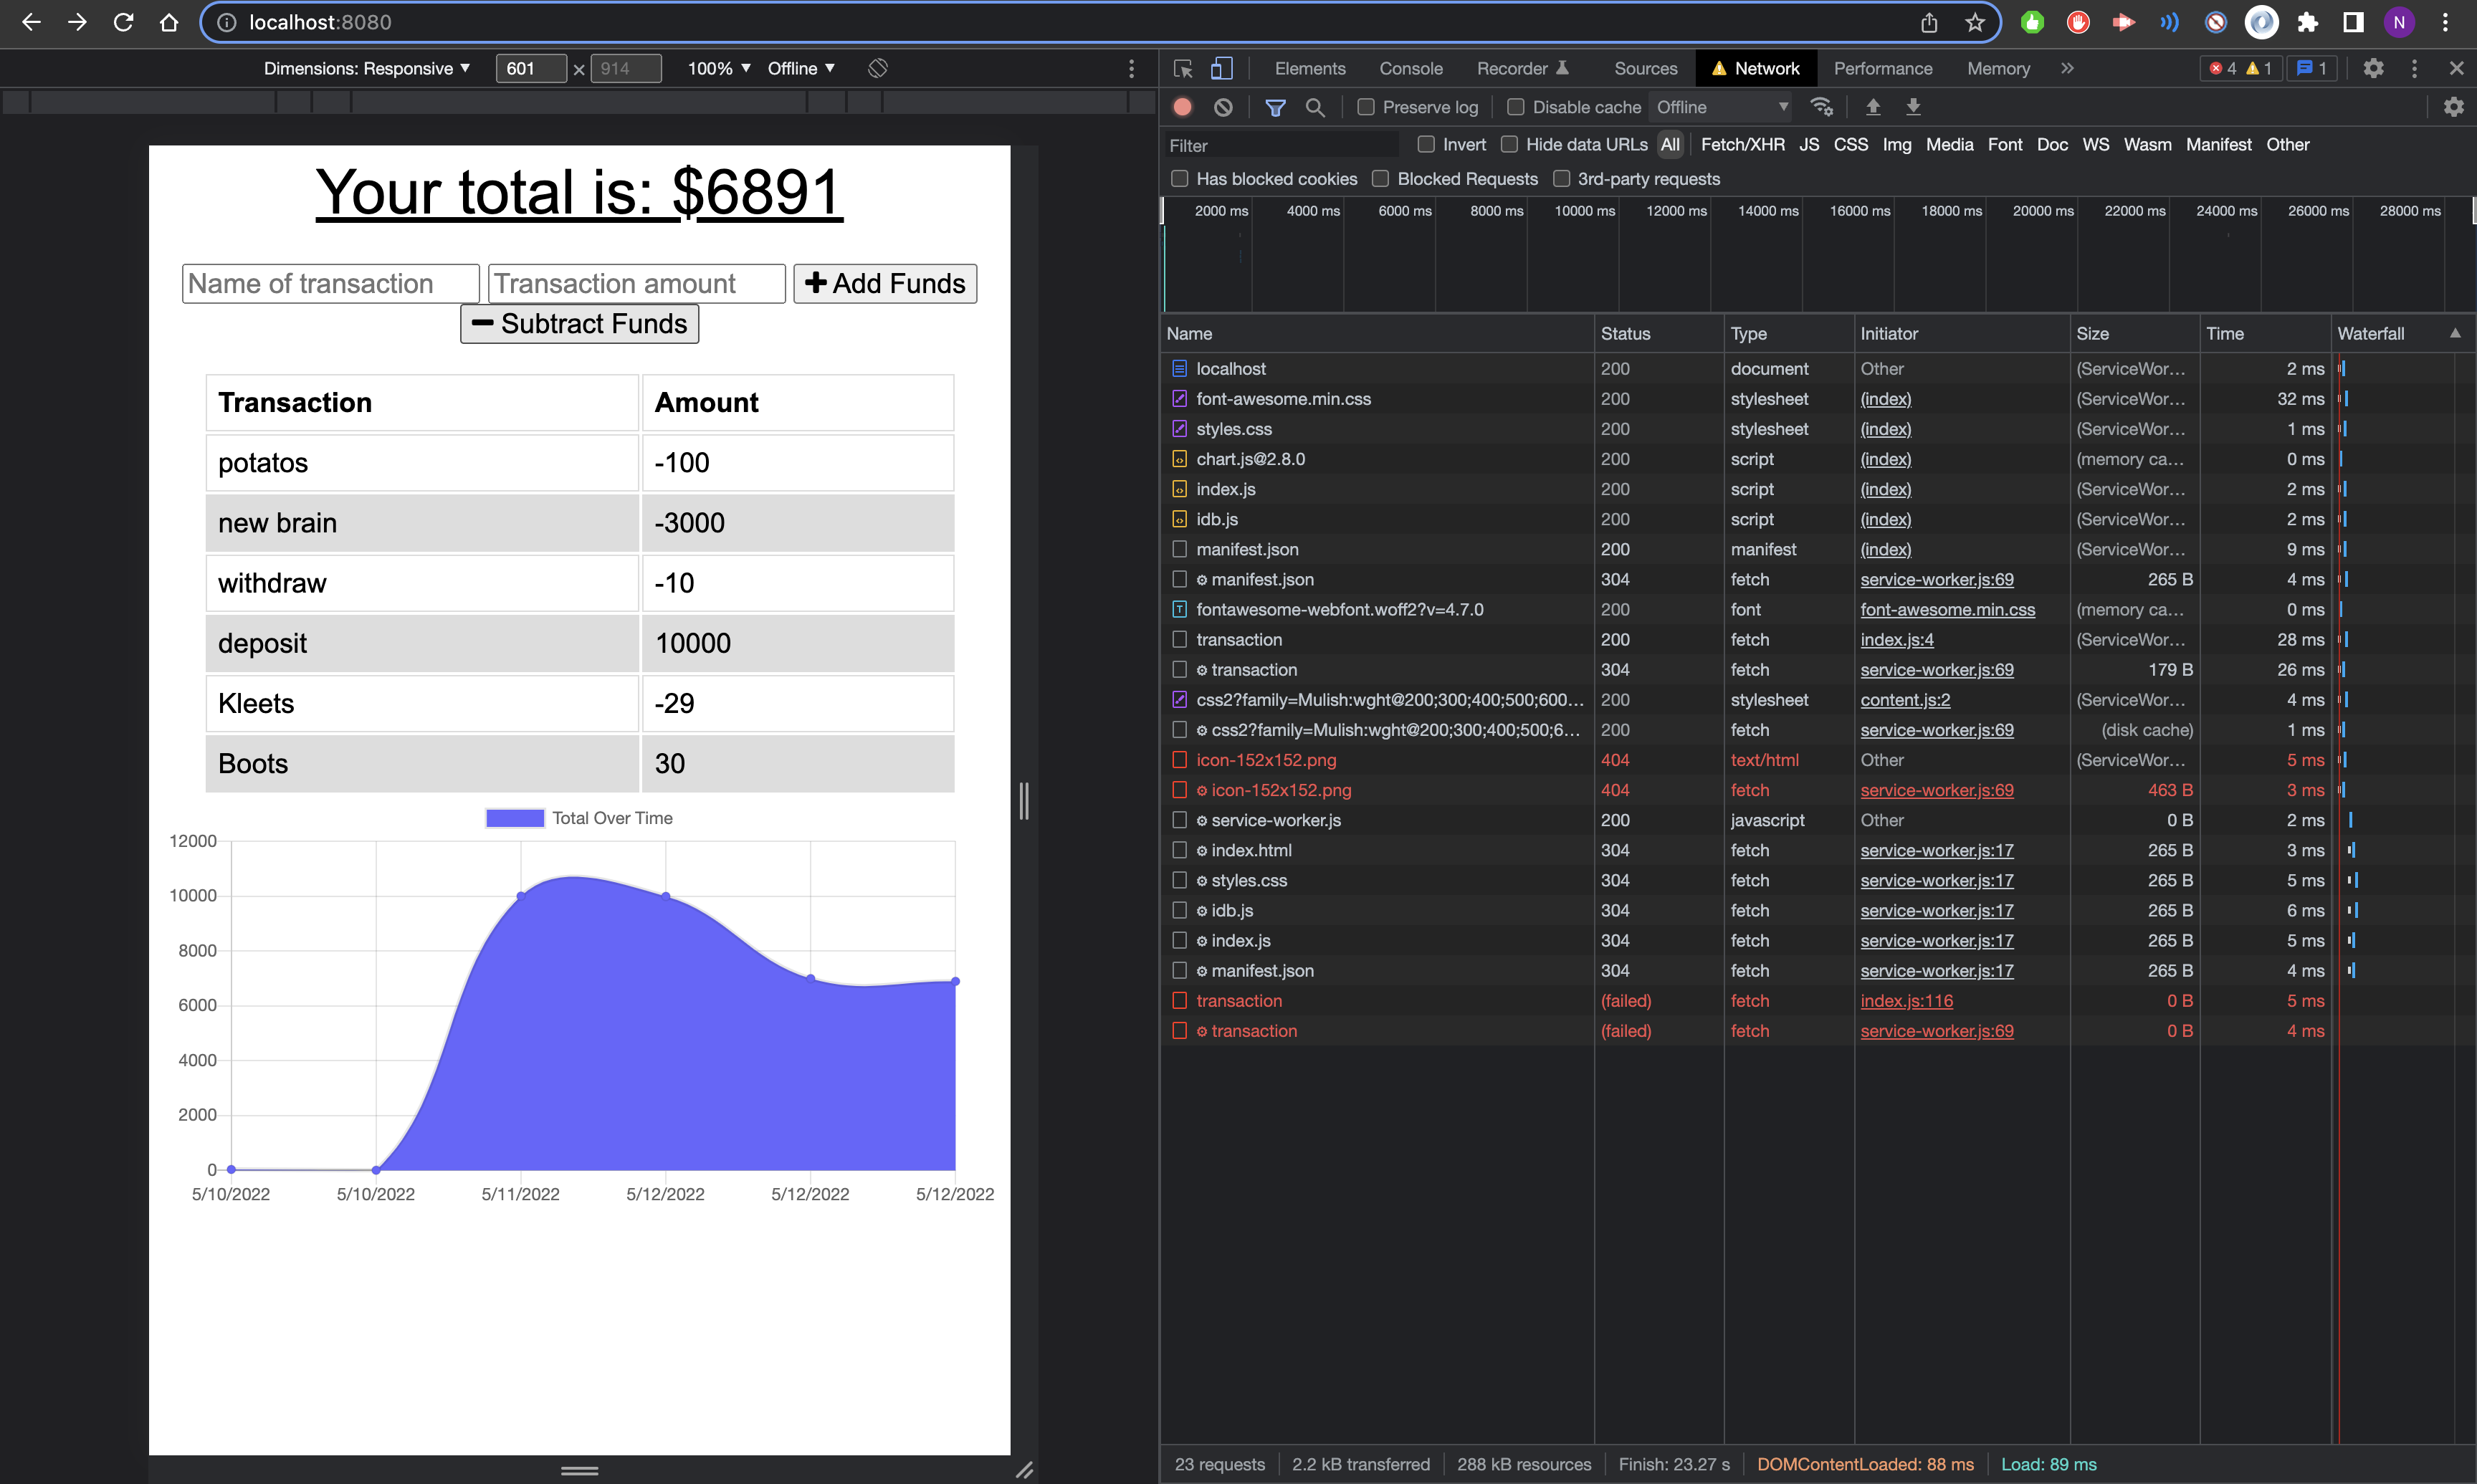 localhost:8080
N
Dimensions: Responsive ▼ 601 × 914 100% ▼ Offline ▼
Elements Console Recorder Sources Network Performance Memory » 4 1 1
Preserve log Disable cache Offline ▼
Filter Invert Hide data URLs All Fetch/XHR JS CSS Img Media Font Doc WS Wasm Manifest Other
Has blocked cookies Blocked Requests 3rd-party requests
2000 ms 4000 ms 6000 ms 8000 ms 10000 ms 12000 ms 14000 ms 16000 ms 18000 ms 20000 ms 22000 ms 24000 ms 26000 ms 28000 ms
Your total is: $6891
Name of transaction Transaction amount Add Funds
Subtract Funds
Transaction Amount
potatos -100
new brain -3000
withdraw -10
deposit 10000
Kleets -29
Boots 30
Total Over Time
12000
10000
8000
6000
4000
2000
0
5/10/2022 5/10/2022 5/11/2022 5/12/2022 5/12/2022 5/12/2022
Name Status Type Initiator Size Time Waterfall
localhost 200 document Other (ServiceWor... 2 ms
font-awesome.min.css 200 stylesheet (index) (ServiceWor... 32 ms
styles.css 200 stylesheet (index) (ServiceWor... 1 ms
chart.js@2.8.0 200 script (index) (memory ca... 0 ms
index.js 200 script (index) (ServiceWor... 2 ms
idb.js 200 script (index) (ServiceWor... 2 ms
manifest.json 200 manifest (index) (ServiceWor... 9 ms
manifest.json 304 fetch service-worker.js:69 265 B 4 ms
fontawesome-webfont.woff2?v=4.7.0 200 font font-awesome.min.css (memory ca... 0 ms
transaction 200 fetch index.js:4 (ServiceWor... 28 ms
transaction 304 fetch service-worker.js:69 179 B 26 ms
css2?family=Mulish:wght@200;300;400;500;600... 200 stylesheet content.js:2 (ServiceWor... 4 ms
css2?family=Mulish:wght@200;300;400;500;6... 200 fetch service-worker.js:69 (disk cache) 1 ms
icon-152x152.png 404 text/html Other (ServiceWor... 5 ms
icon-152x152.png 404 fetch service-worker.js:69 463 B 3 ms
service-worker.js 200 javascript Other 0 B 2 ms
index.html 304 fetch service-worker.js:17 265 B 3 ms
styles.css 304 fetch service-worker.js:17 265 B 5 ms
idb.js 304 fetch service-worker.js:17 265 B 6 ms
index.js 304 fetch service-worker.js:17 265 B 5 ms
manifest.json 304 fetch service-worker.js:17 265 B 4 ms
transaction (failed) fetch index.js:116 0 B 5 ms
transaction (failed) fetch service-worker.js:69 0 B 4 ms
23 requests 2.2 kB transferred 288 kB resources Finish: 23.27 s DOMContentLoaded: 88 ms Load: 89 ms